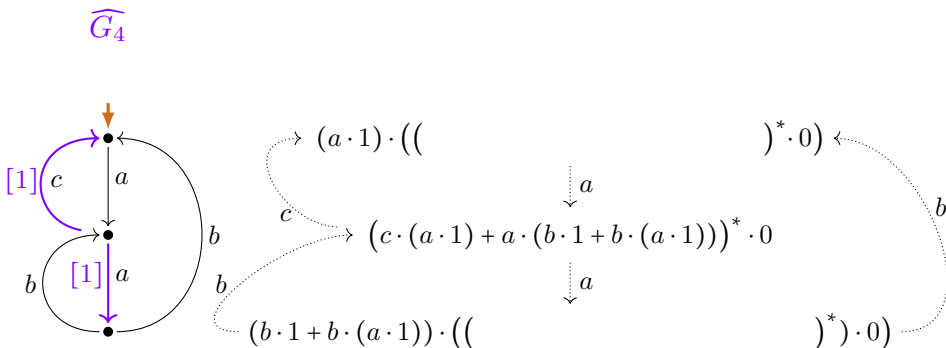 $\widehat{G_4}$
(a · 1) · (( )* · 0)
[1] c a a c b
(c · (a · 1) + a · (b · 1 + b · (a · 1)))* · 0
b [1] a b b a
(b · 1 + b · (a · 1)) · (( )*) · 0)